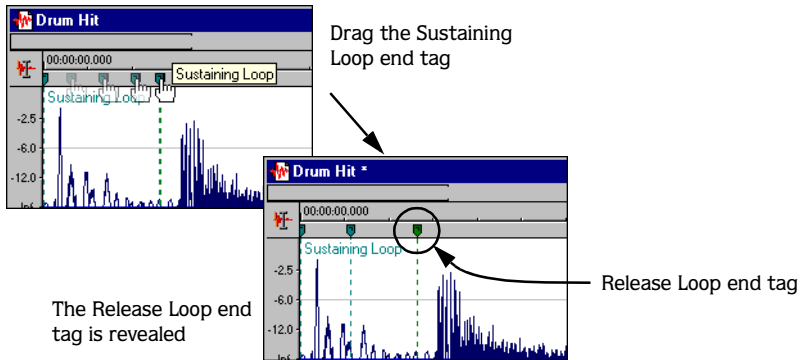 Drum Hit
00:00:00.000
Sustaining Loop
Sustaining Loop
-2.5
-6.0
-12.0
-Inf.
Drag the Sustaining
Loop end tag
Drum Hit *
00:00:00.000
Sustaining Loop
-2.5
-6.0
-12.0
-Inf.
Release Loop end tag
The Release Loop end
tag is revealed